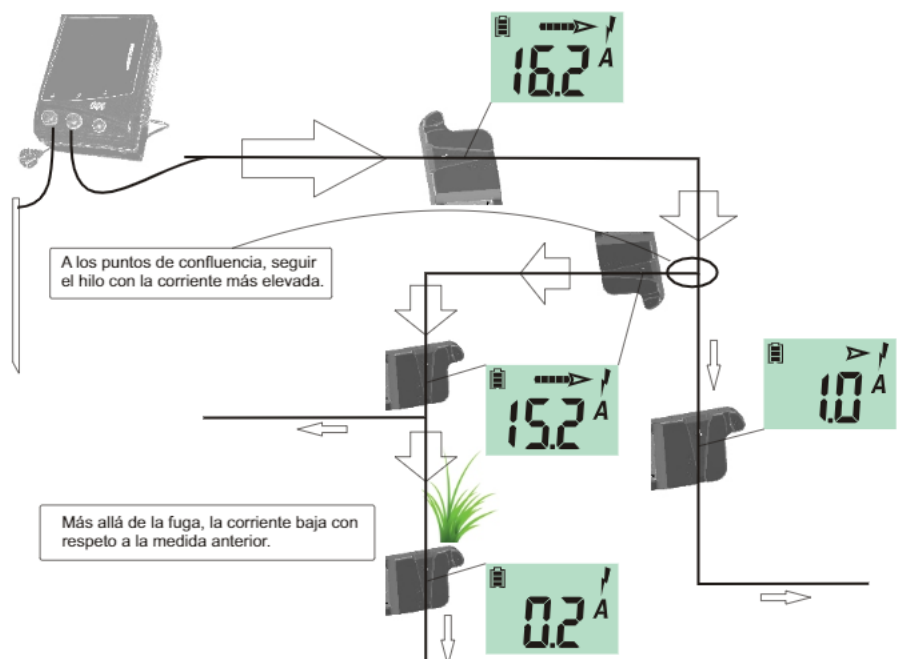 16.2 A
A los puntos de confluencia, seguir
el hilo con la corriente más elevada.
15.2 A
1.0 A
Más allá de la fuga, la corriente baja con
respeto a la medida anterior.
0.2 A